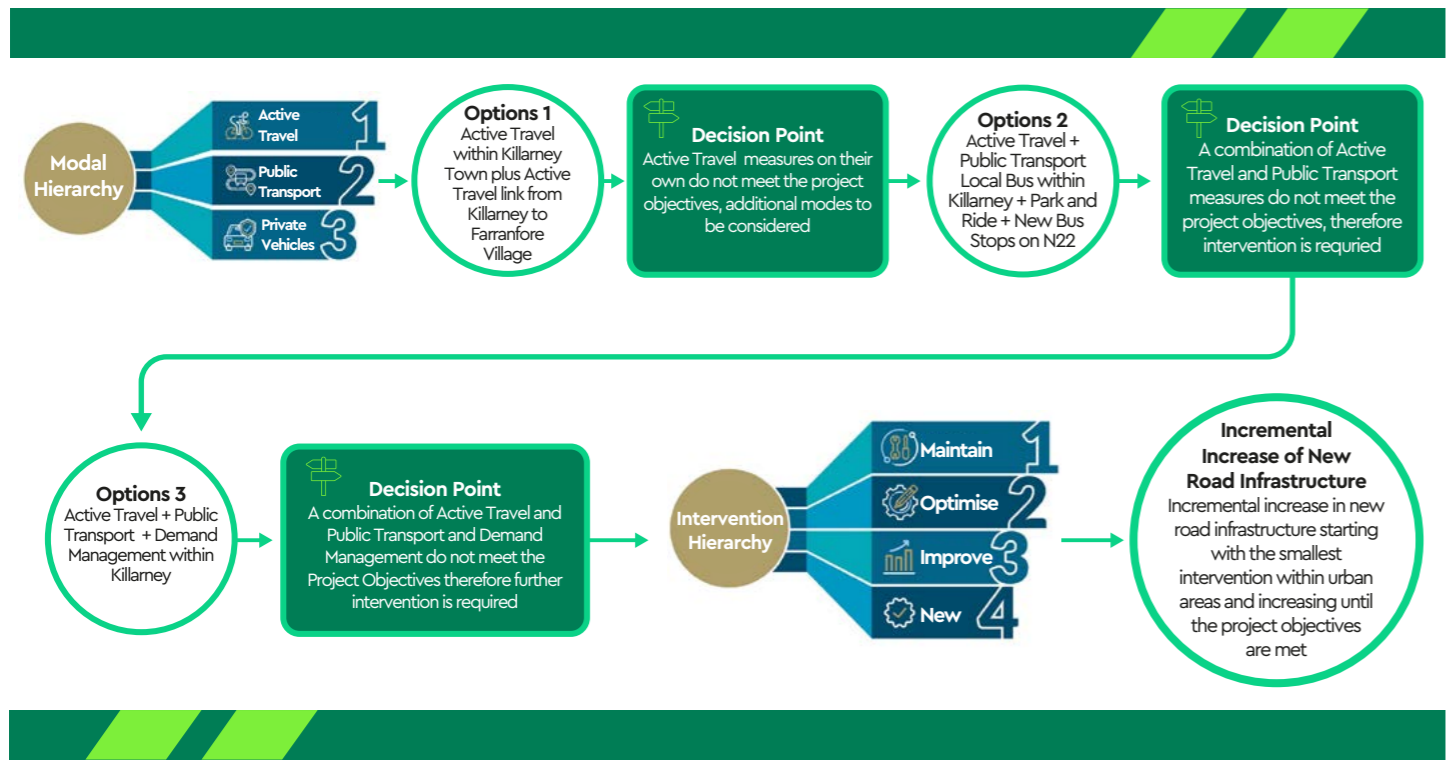 Modal
Hierarchy
Active
Travel
1
Public
Transport
2
Private
Vehicles
3
Options 1
Active Travel
within Killarney
Town plus Active
Travel link from
Killarney to
Farranfore
Village
Decision Point
Active Travel measures on their
own do not meet the project
objectives, additional modes to
be considered
Options 2
Active Travel +
Public Transport
Local Bus within
Killarney + Park and
Ride + New Bus
Stops on N22
Decision Point
A combination of Active
Travel and Public Transport
measures do not meet the
project objectives, therefore
intervention is requried
Options 3
Active Travel + Public
Transport + Demand
Management within
Killarney
Decision Point
A combination of Active Travel and
Public Transport and Demand
Management do not meet the
Project Objectives therefore further
intervention is required
Intervention
Hierarchy
Maintain
1
Optimise
2
Improve
3
New
4
Incremental
Increase of New
Road Infrastructure
Incremental increase in new
road infrastructure starting
with the smallest
intervention within urban
areas and increasing until
the project objectives
are met